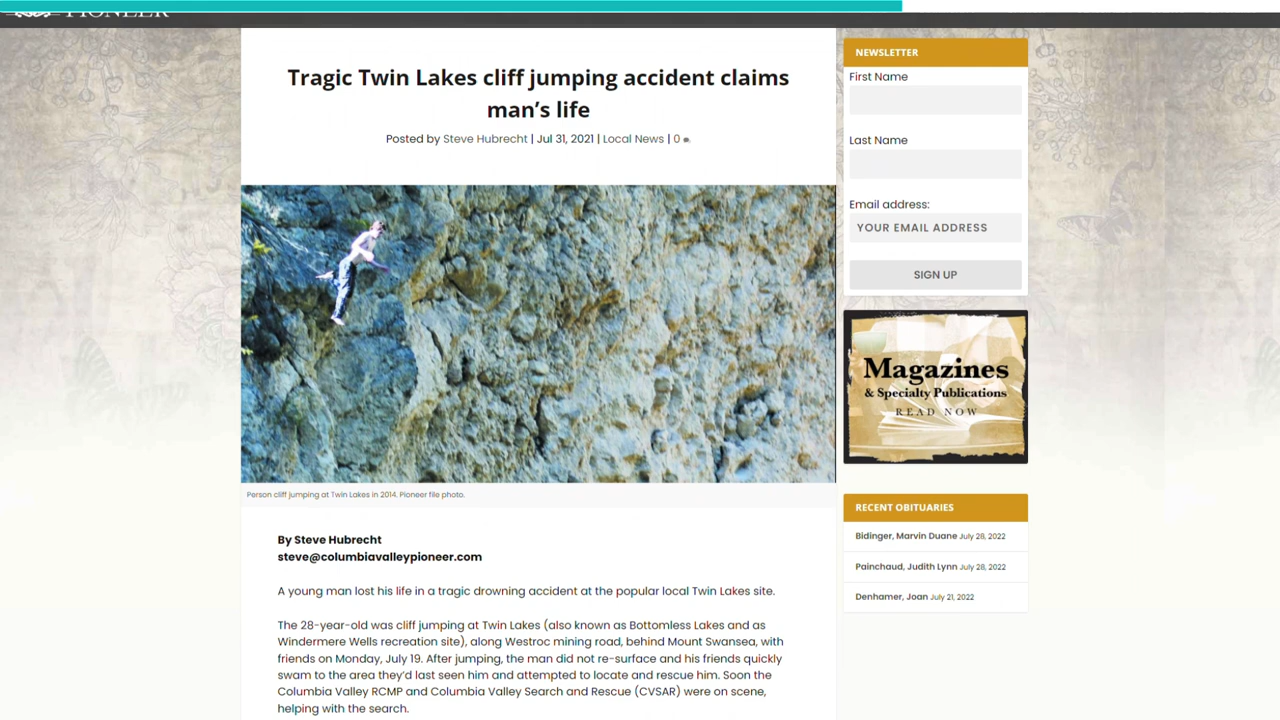 PIONEER
Tragic Twin Lakes cliff jumping accident claims
man's life
Posted by Steve Hubrecht | Jul 31, 2021 | Local News | 0
Person cliff jumping at Twin Lakes in 2014. Pioneer file photo.
By Steve Hubrecht
steve@columbiavalleypioneer.com
A young man lost his life in a tragic drowning accident at the popular local Twin Lakes site.
The 28-year-old was cliff jumping at Twin Lakes (also known as Bottomless Lakes and as
Windermere Wells recreation site), along Westroc mining road, behind Mount Swansea, with
friends on Monday, July 19. After jumping, the man did not re-surface and his friends quickly
swam to the area they'd last seen him and attempted to locate and rescue him. Soon the
Columbia Valley RCMP and Columbia Valley Search and Rescue (CVSAR) were on scene,
helping with the search.
NEWSLETTER
First Name
Last Name
Email address:
YOUR EMAIL ADDRESS
SIGN UP
Magazines
& Specialty Publications
READ NOW
RECENT OBITUARIES
Bidinger, Marvin Duane July 28, 2022
Painchaud, Judith Lynn July 28, 2022
Denhamer, Joan July 21, 2022